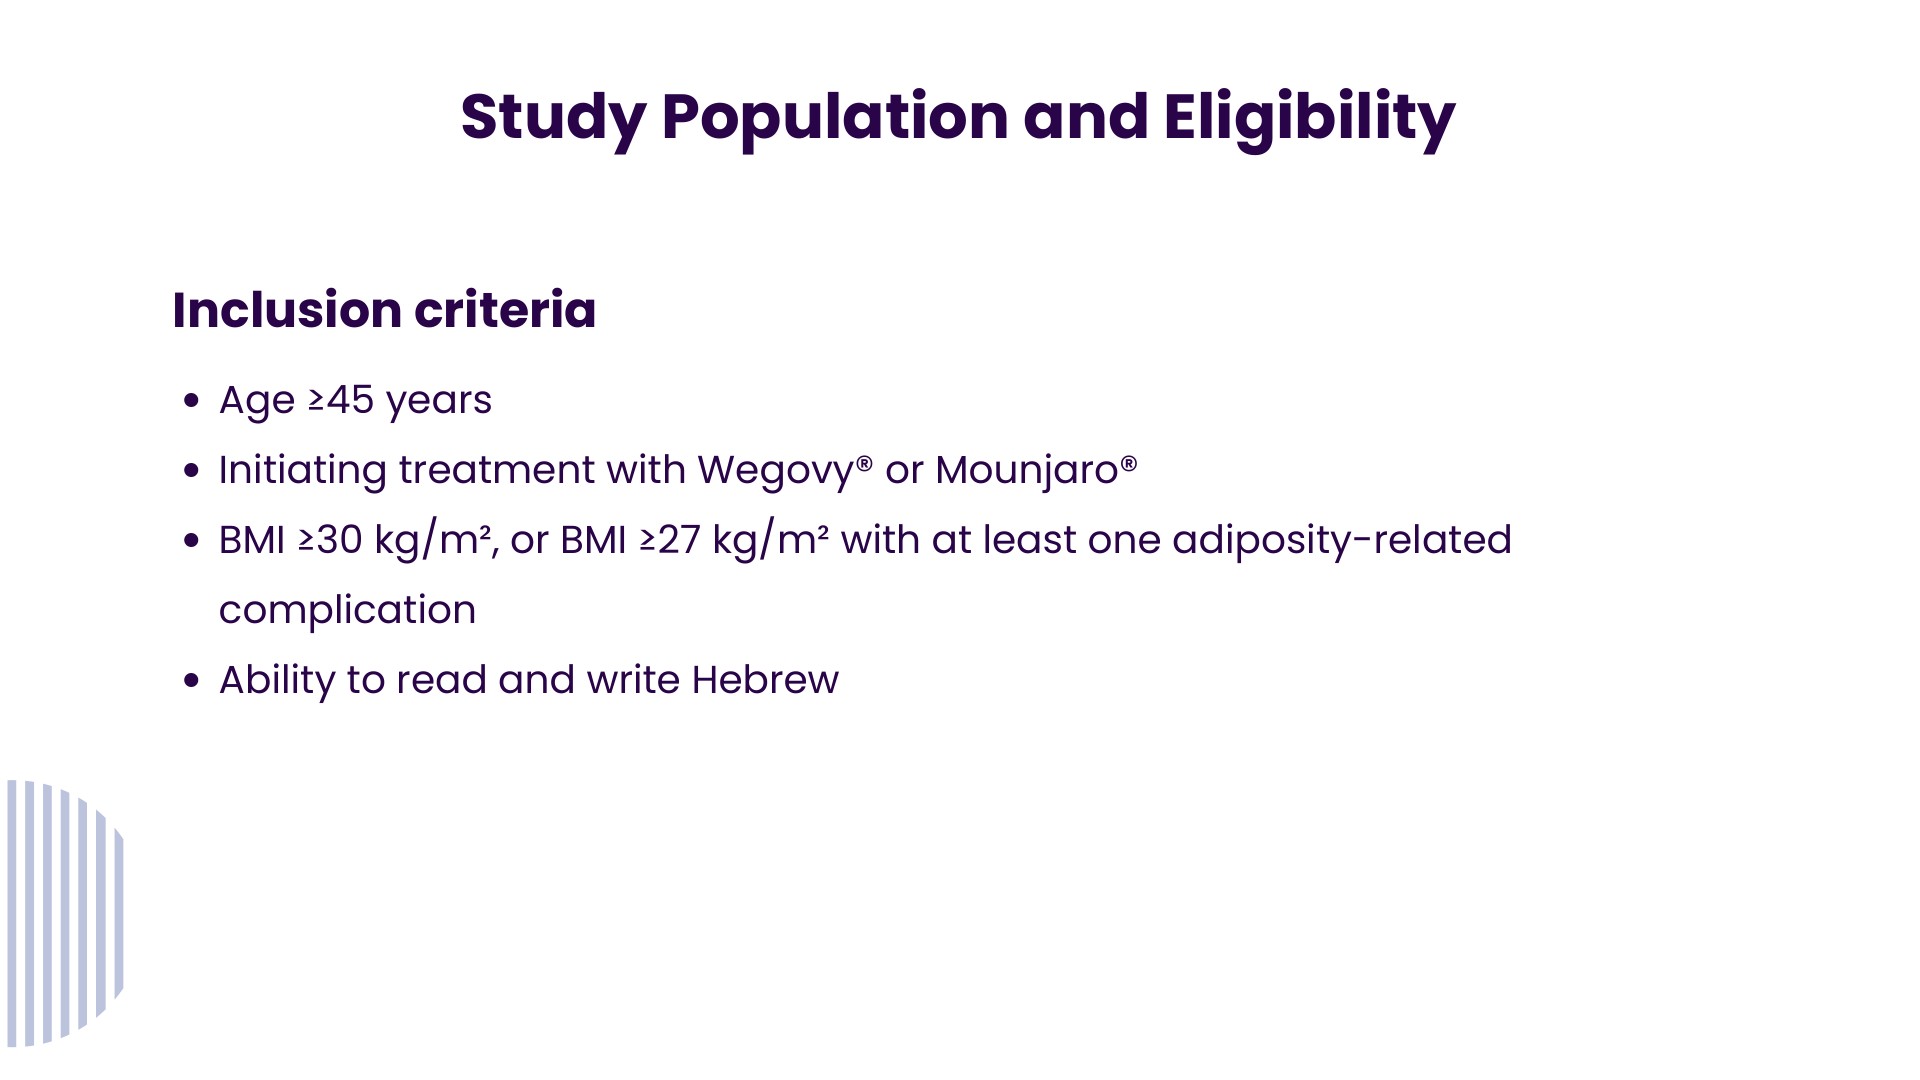 Study Population and Eligibility
Inclusion criteria
• Age ≥45 years
• Initiating treatment with Wegovy® or Mounjaro®
• BMI ≥30 kg/m², or BMI ≥27 kg/m² with at least one adiposity-related
complication
• Ability to read and write Hebrew